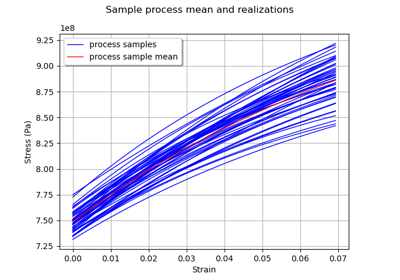 Sample process mean and realizations
1e8
process samples
process sample mean
9.25
9.00
8.75
8.50
8.25
8.00
7.75
7.50
7.25
Stress (Pa)
0.00 0.01 0.02 0.03 0.04 0.05 0.06 0.07
Strain